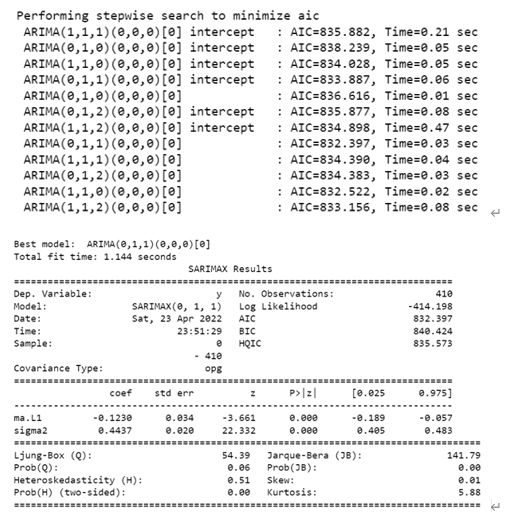 Performing stepwise search to minimize aic
ARIMA(1,1,1)(0,0,0)[0] intercept   : AIC=835.882, Time=0.21 sec
ARIMA(0,1,0)(0,0,0)[0] intercept   : AIC=838.239, Time=0.05 sec
ARIMA(1,1,0)(0,0,0)[0] intercept   : AIC=834.028, Time=0.05 sec
ARIMA(0,1,1)(0,0,0)[0] intercept   : AIC=833.887, Time=0.06 sec
ARIMA(0,1,0)(0,0,0)[0]             : AIC=836.616, Time=0.01 sec
ARIMA(0,1,2)(0,0,0)[0] intercept   : AIC=835.877, Time=0.08 sec
ARIMA(1,1,2)(0,0,0)[0] intercept   : AIC=834.898, Time=0.47 sec
ARIMA(0,1,1)(0,0,0)[0]             : AIC=832.397, Time=0.03 sec
ARIMA(1,1,1)(0,0,0)[0]             : AIC=834.390, Time=0.04 sec
ARIMA(0,1,2)(0,0,0)[0]             : AIC=834.383, Time=0.03 sec
ARIMA(1,1,0)(0,0,0)[0]             : AIC=832.522, Time=0.02 sec
ARIMA(1,1,2)(0,0,0)[0]             : AIC=833.156, Time=0.08 sec
Best model:  ARIMA(0,1,1)(0,0,0)[0]
Total fit time: 1.144 seconds
SARIMAX Results
Dep. Variable: y No. Observations: 410
Model: SARIMAX(0, 1, 1) Log Likelihood -414.198
Date: Sat, 23 Apr 2022 AIC 832.397
Time: 23:51:29 BIC 840.424
Sample: 0 HQIC 835.573
- 410
Covariance Type: opg
coef std err z P>|z| [0.025 0.975]
ma.L1 -0.1230 0.034 -3.661 0.000 -0.189 -0.057
sigma2 0.4437 0.020 22.332 0.000 0.405 0.483
Ljung-Box (Q): 54.39 Jarque-Bera (JB): 141.79
Prob(Q): 0.06 Prob(JB): 0.00
Heteroskedasticity (H): 0.51 Skew: 0.01
Prob(H) (two-sided): 0.00 Kurtosis: 5.88